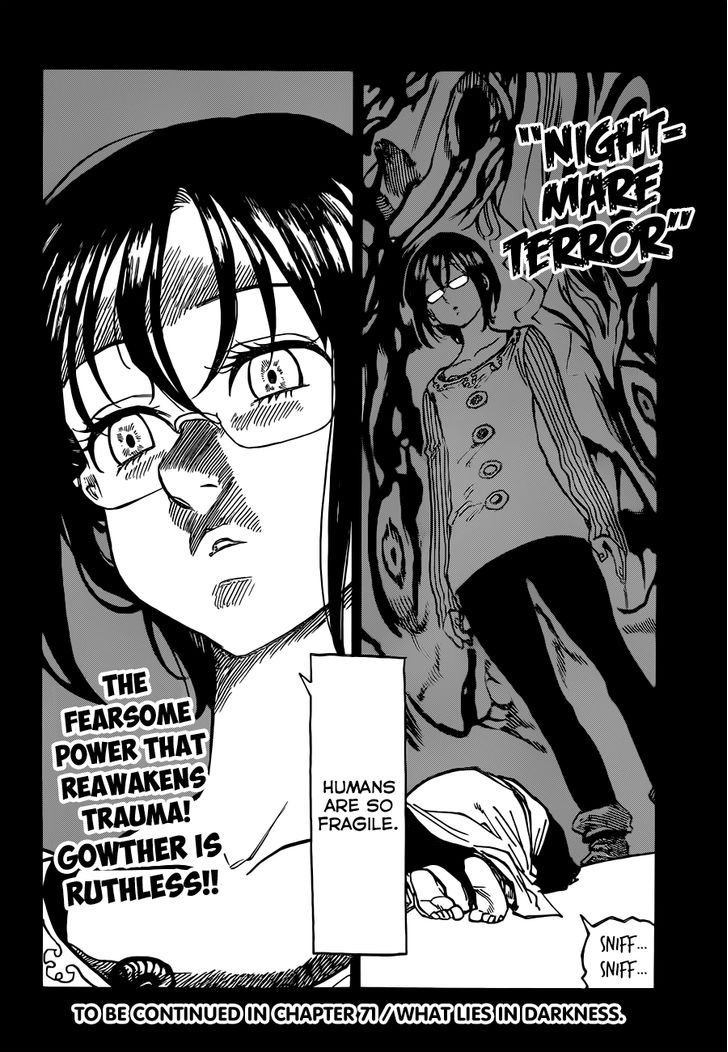 "NIGHT-
MARE
TERROR"
THE
FEARSOME
POWER THAT
REAWAKENS
TRAUMA!
GOWTHER IS
RUTHLESS!!
HUMANS
ARE SO
FRAGILE.
SNIFF...
SNIFF...
TO BE CONTINUED IN CHAPTER 71 / WHAT LIES IN DARKNESS.